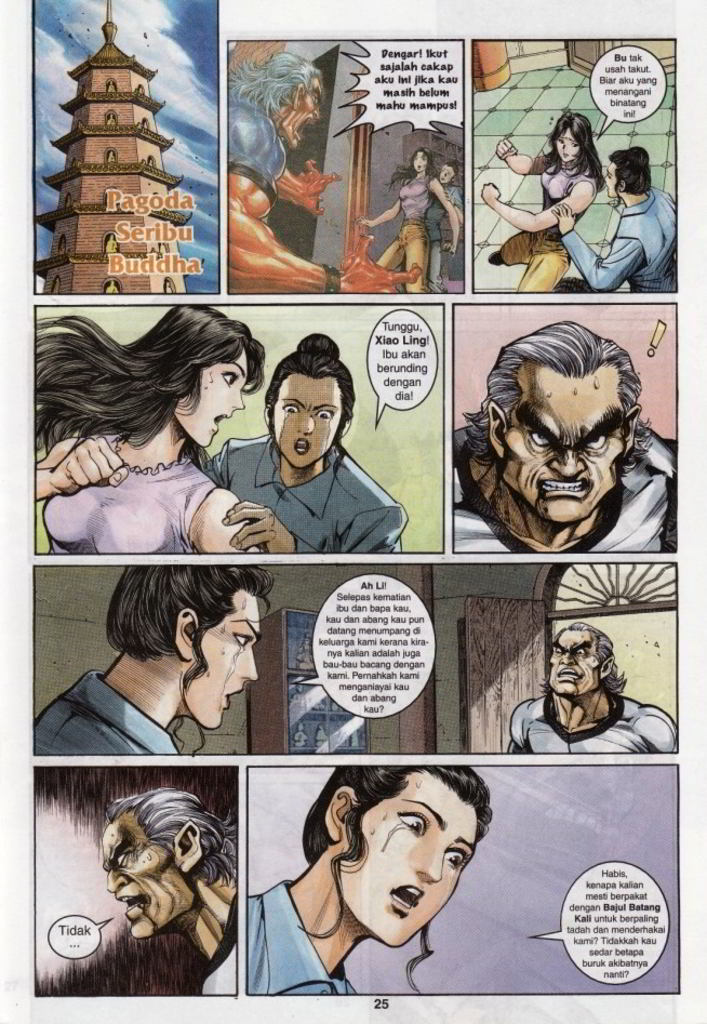 Pagoda
Seribu
Buddha
Dengar! Ikut
sajalah cakap
aku ini jika kau
masih belum
mahu mampus!
Bu tak
usah takut.
Biar aku yang
menangani
binatang
ini!
Tunggu,
Xiao Ling!
Ibu akan
berunding
dengan
dia!
!
Ah Li!
Selepas kematian
ibu dan bapa kau,
kau dan abang kau pun
datang menumpang di
keluarga kami kerana kira-
nya kalian adalah juga
bau-bau bacang dengan
kami. Pernahkah kami
menganiayai kau
dan abang
kau?
Tidak
...
Habis,
kenapa kalian
mesti berpakat
dengan Bajul Batang
Kali untuk berpaling
tadah dan menderhakai
kami? Tidakkah kau
sedar betapa
buruk akibatnya
nanti?
25